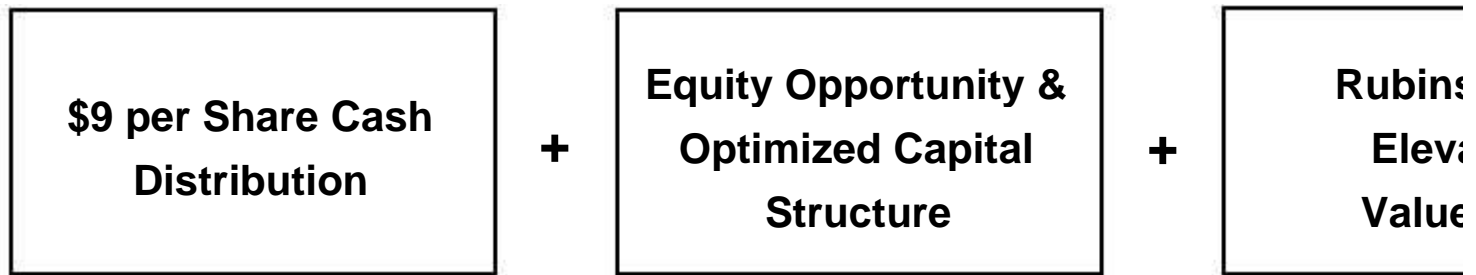 $9 per Share Cash
Distribution
+
Equity Opportunity &
Optimized Capital
Structure
+